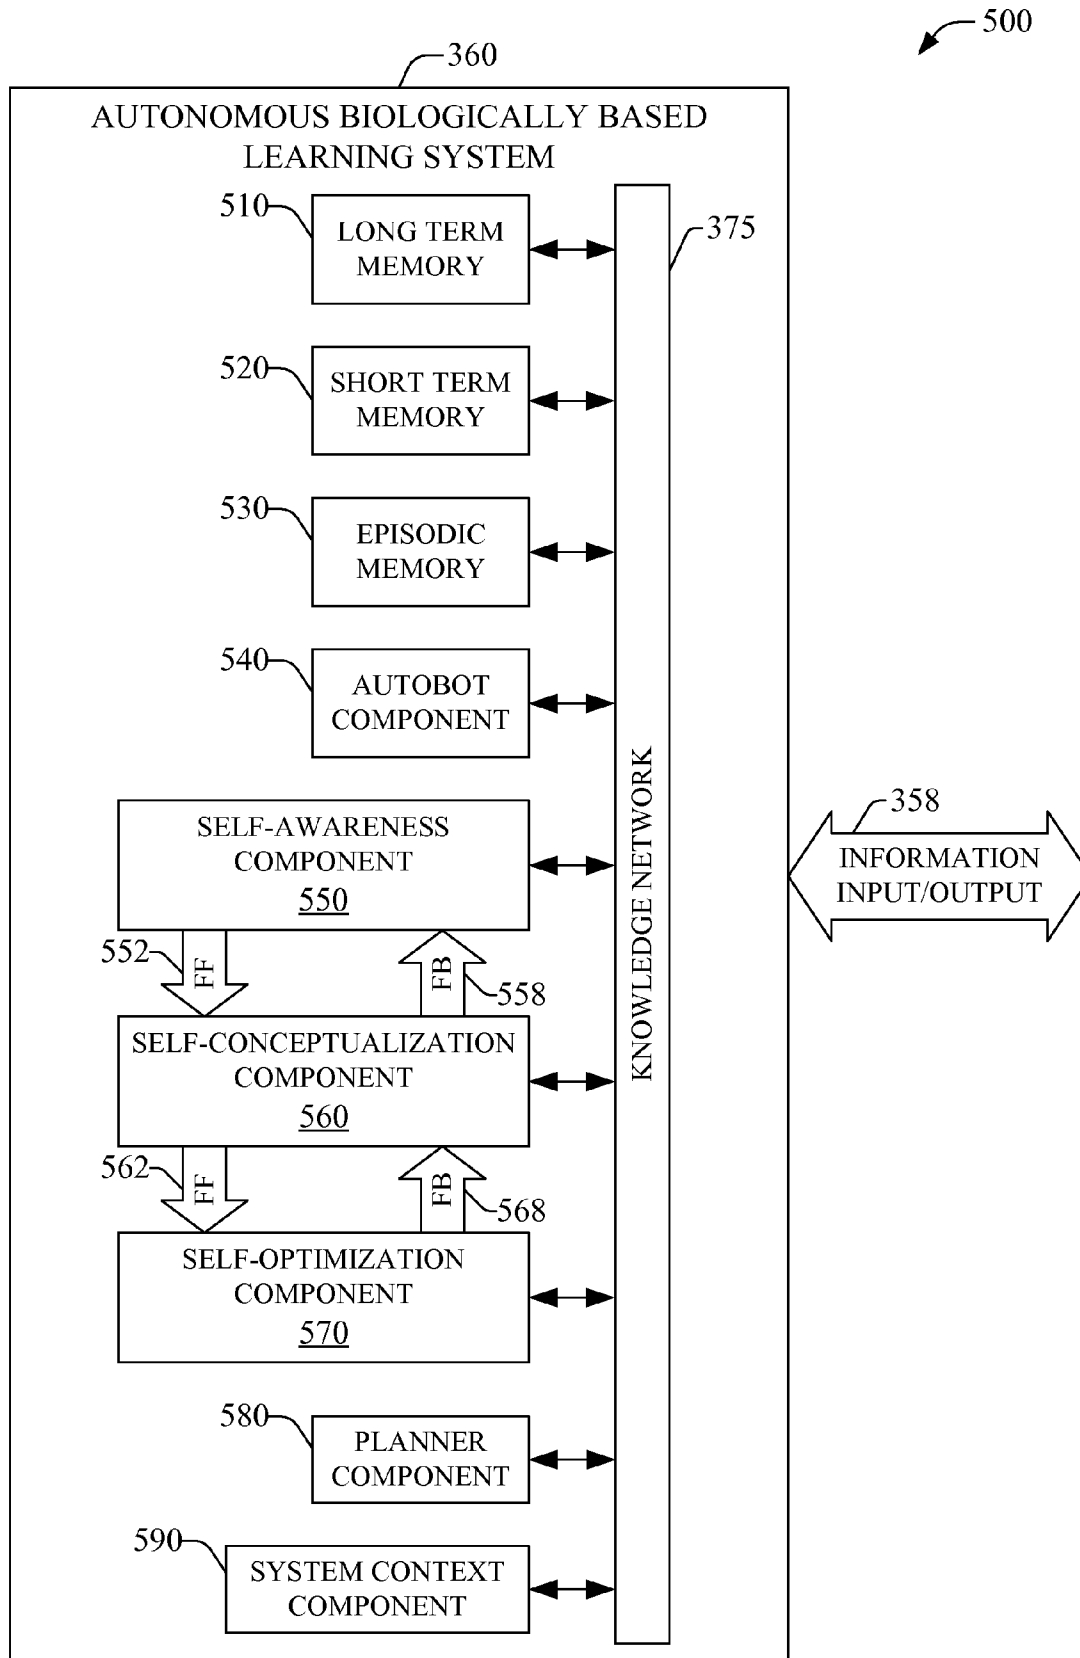 500
360
AUTONOMOUS BIOLOGICALLY BASED
LEARNING SYSTEM
510
LONG TERM
MEMORY
375
520
SHORT TERM
MEMORY
530
EPISODIC
MEMORY
540
AUTOBOT
COMPONENT
KNOWLEDGE NETWORK
358
INFORMATION
INPUT/OUTPUT
SELF-AWARENESS
COMPONENT
550
552
FF
FB
558
SELF-CONCEPTUALIZATION
COMPONENT
560
562
FF
FB
568
SELF-OPTIMIZATION
COMPONENT
570
580
PLANNER
COMPONENT
590
SYSTEM CONTEXT
COMPONENT